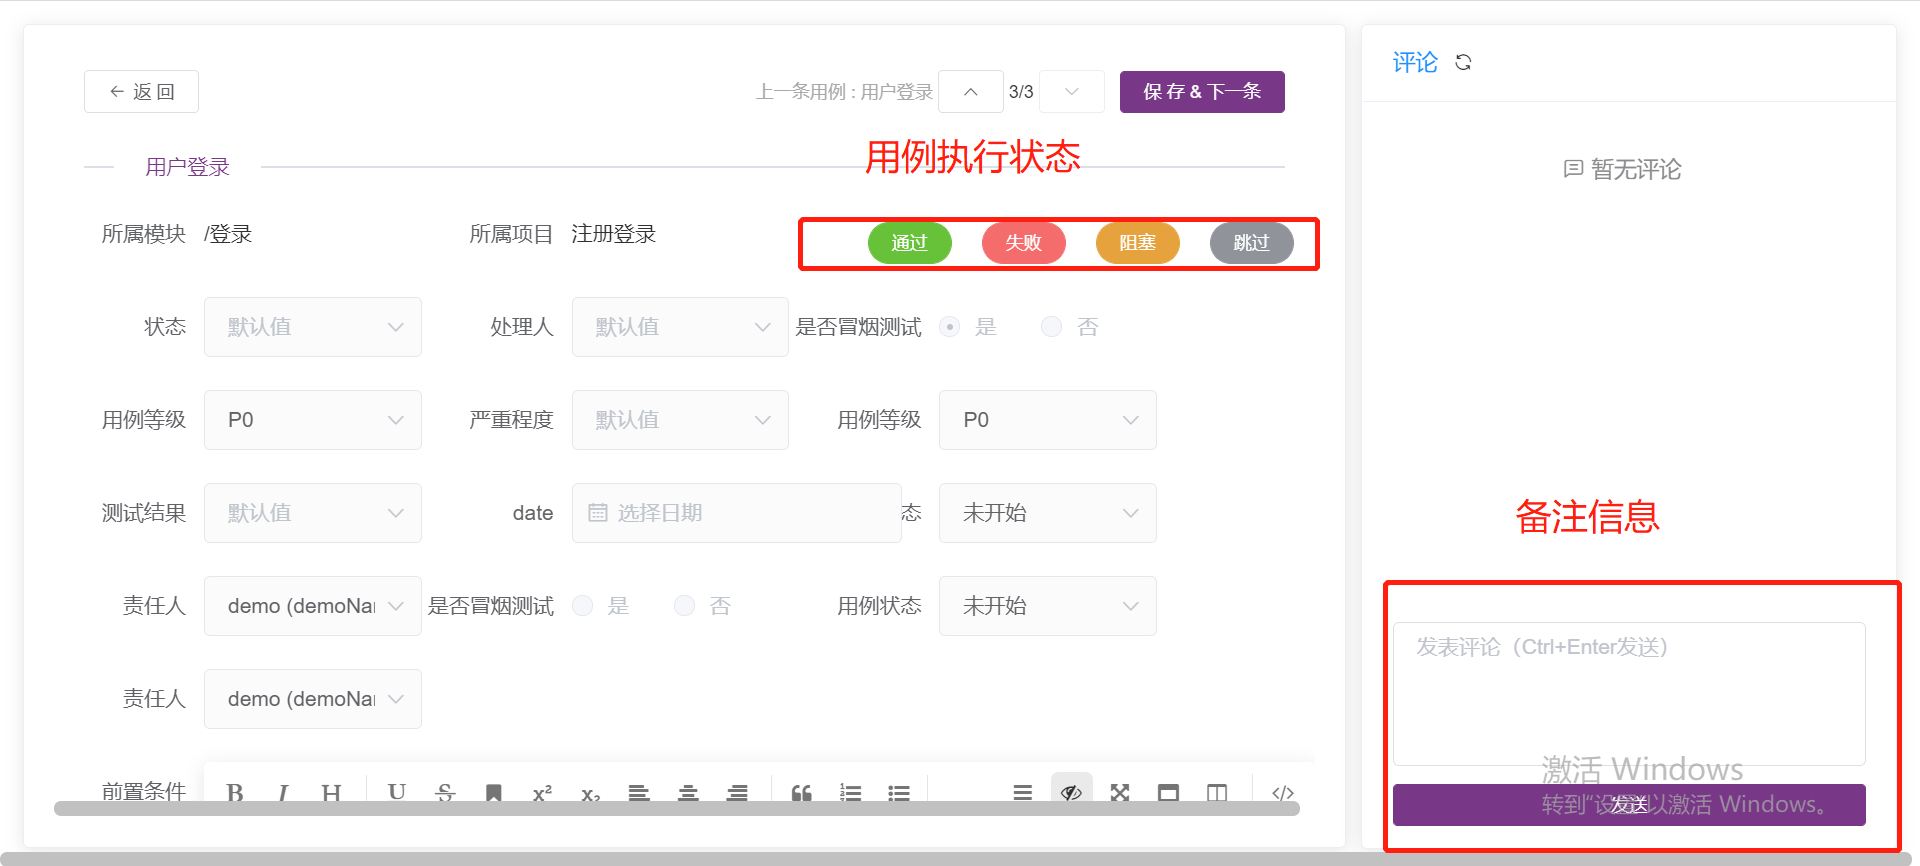 返 回
上一条用例 : 用户登录
3/3
保 存 & 下一条
用例执行状态
用户登录
所属模块 /登录
所属项目 注册登录
通过 失败 阻塞 跳过
状态 默认值
处理人 默认值
是否冒烟测试 是 否
用例等级 P0
严重程度 默认值
用例等级 P0
测试结果 默认值
date 选择日期
态 未开始
责任人 demo (demoNar
是否冒烟测试 是 否
用例状态 未开始
责任人 demo (demoNar
前置条件
评论
暂无评论
备注信息
发表评论（Ctrl+Enter发送）
发送
激活 Windows
转到“设置”以激活 Windows。